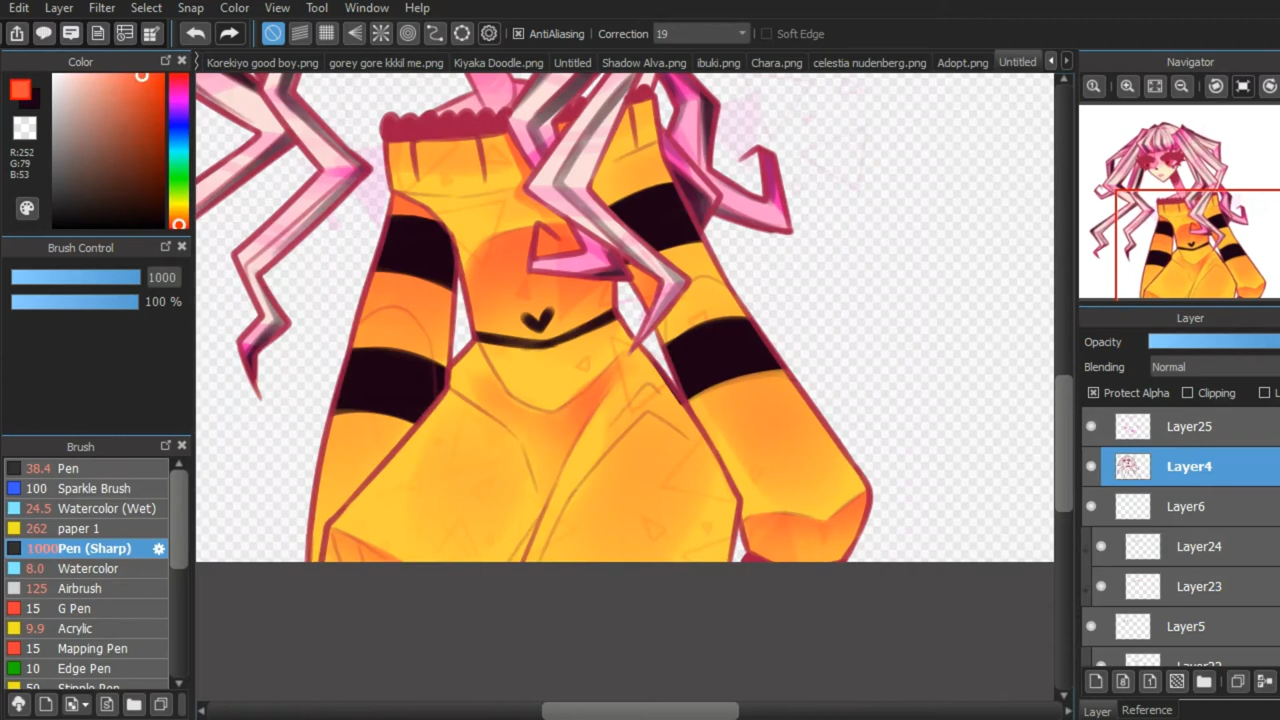 Edit Layer Filter Select Snap Color View Tool Window Help
AntiAliasing Correction 19 Soft Edge
Color
Korekiyo good boy.png gorey gore kkkil me.png Kiyaka Doodle.png Untitled Shadow Alva.png ibuki.png Chara.png celestia nudenberg.png Adopt.png Untitled
Navigator
R:252
G:79
B:53
Brush Control
1000
100 %
Brush
38.4 Pen
100 Sparkle Brush
24.5 Watercolor (Wet)
262 paper 1
1000 Pen (Sharp)
8.0 Watercolor
125 Airbrush
15 G Pen
9.9 Acrylic
15 Mapping Pen
10 Edge Pen
50 Stipple Pen
Layer
Opacity
Blending Normal
Protect Alpha Clipping L
Layer25
Layer4
Layer6
Layer24
Layer23
Layer5
Layer Reference